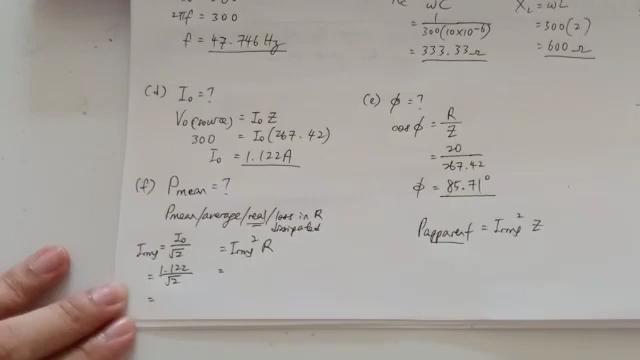 2πf = 300
f = 47.746 Hz
ωC
= 1
300(10×10⁻⁶)
= 333.33Ω
X_L = ωL
= 300(2)
= 600 Ω
(d) I₀ = ?
V₀(source) = I₀ Z
300 = I₀(267.42)
I₀ = 1.122A
(e) ϕ = ?
cos ϕ = R/Z
= 20/267.42
ϕ = 85.71°
(f) Pmean = ?
Pmean/average/real/loss in R
dissipated
Irms = I₀/√2 = Irms² R
= 1.122/√2 =
=
Papparent = Irms² Z